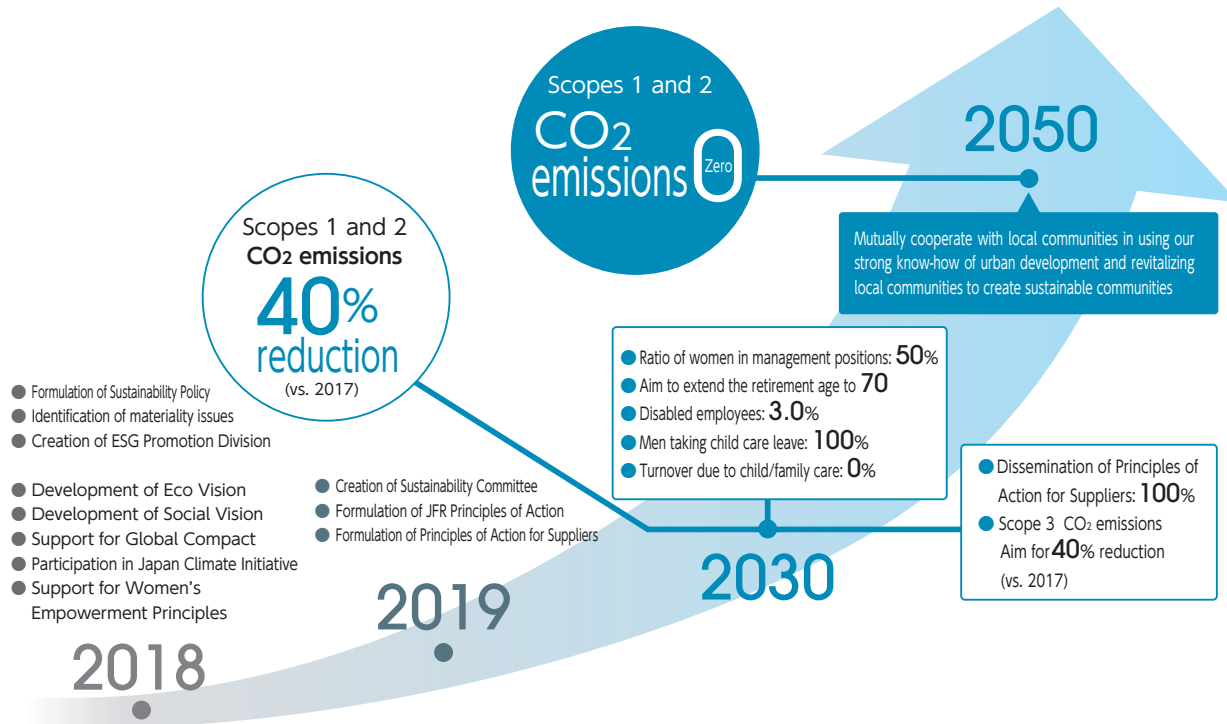 Scopes 1 and 2
CO2
emissions 0
Zero
2050
Mutually cooperate with local communities in using our
strong know-how of urban development and revitalizing
local communities to create sustainable communities
Scopes 1 and 2
CO2 emissions
40%
reduction
(vs. 2017)
● Ratio of women in management positions: 50%
● Aim to extend the retirement age to 70
● Disabled employees: 3.0%
● Men taking child care leave: 100%
● Turnover due to child/family care: 0%
● Dissemination of Principles of
Action for Suppliers: 100%
● Scope 3 CO2 emissions
Aim for 40% reduction
(vs. 2017)
2030
● Formulation of Sustainability Policy
● Identification of materiality issues
● Creation of ESG Promotion Division
● Development of Eco Vision
● Development of Social Vision
● Support for Global Compact
● Participation in Japan Climate Initiative
● Support for Women's
Empowerment Principles
2018
● Creation of Sustainability Committee
● Formulation of JFR Principles of Action
● Formulation of Principles of Action for Suppliers
2019